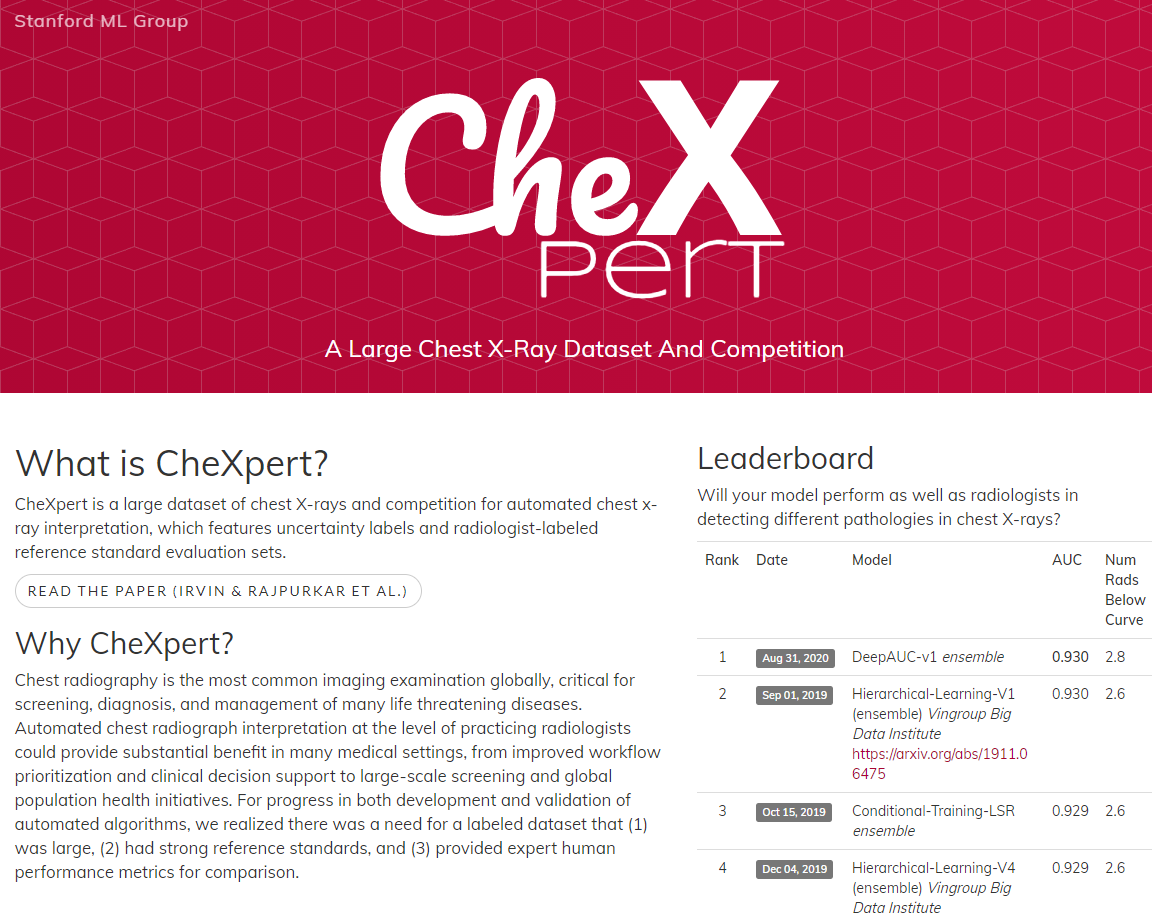 Stanford ML Group
CheX
PerT
A Large Chest X-Ray Dataset And Competition
What is CheXpert?
CheXpert is a large dataset of chest X-rays and competition for automated chest x-
ray interpretation, which features uncertainty labels and radiologist-labeled
reference standard evaluation sets.
READ THE PAPER (IRVIN & RAJPURKAR ET AL.)
Why CheXpert?
Chest radiography is the most common imaging examination globally, critical for
screening, diagnosis, and management of many life threatening diseases.
Automated chest radiograph interpretation at the level of practicing radiologists
could provide substantial benefit in many medical settings, from improved workflow
prioritization and clinical decision support to large-scale screening and global
population health initiatives. For progress in both development and validation of
automated algorithms, we realized there was a need for a labeled dataset that (1)
was large, (2) had strong reference standards, and (3) provided expert human
performance metrics for comparison.
Leaderboard
Will your model perform as well as radiologists in
detecting different pathologies in chest X-rays?
Rank Date Model AUC Num
Rads
Below
Curve
1 Aug 31, 2020 DeepAUC-v1 ensemble 0.930 2.8
2 Sep 01, 2019 Hierarchical-Learning-V1 0.930 2.6
(ensemble) Vingroup Big
Data Institute
https://arxiv.org/abs/1911.0
6475
3 Oct 15, 2019 Conditional-Training-LSR 0.929 2.6
ensemble
4 Dec 04, 2019 Hierarchical-Learning-V4 0.929 2.6
(ensemble) Vingroup Big
Data Institute